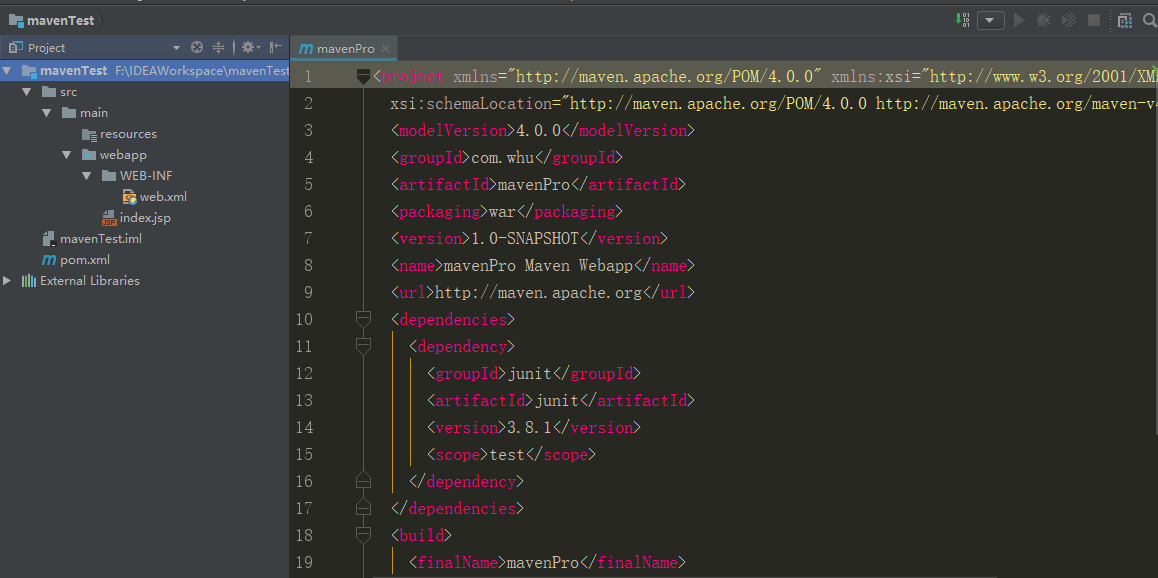 mavenTest
Project
mavenPro
mavenTest F:\IDEAWorkspace\mavenTest
src
main
resources
webapp
WEB-INF
web.xml
index.jsp
mavenTest.iml
pom.xml
External Libraries
1 <project xmlns="http://maven.apache.org/POM/4.0.0" xmlns:xsi="http://www.w3.org/2001/XM
2 xsi:schemaLocation="http://maven.apache.org/POM/4.0.0 http://maven.apache.org/maven-v4
3 <modelVersion>4.0.0</modelVersion>
4 <groupId>com.whu</groupId>
5 <artifactId>mavenPro</artifactId>
6 <packaging>war</packaging>
7 <version>1.0-SNAPSHOT</version>
8 <name>mavenPro Maven Webapp</name>
9 <url>http://maven.apache.org</url>
10 <dependencies>
11 <dependency>
12 <groupId>junit</groupId>
13 <artifactId>junit</artifactId>
14 <version>3.8.1</version>
15 <scope>test</scope>
16 </dependency>
17 </dependencies>
18 <build>
19 <finalName>mavenPro</finalName>